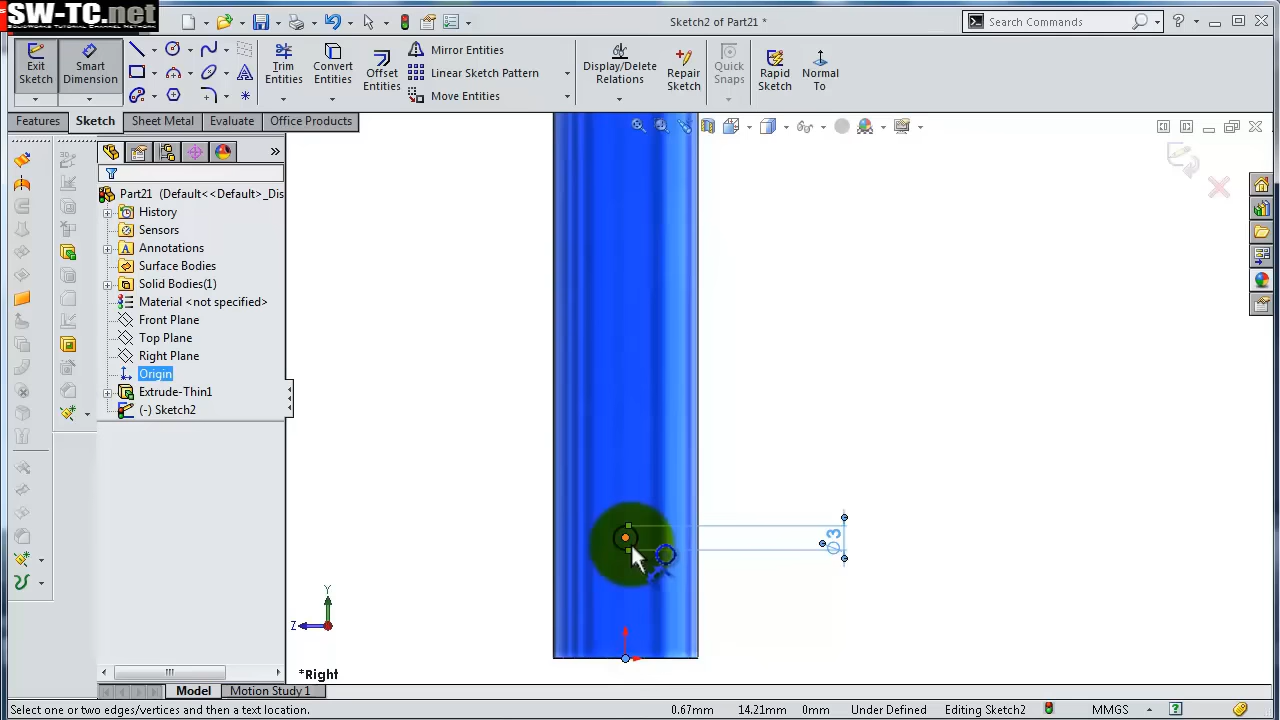 SW-TC.net
SOLIDWORKS TUTORIAL CHANNEL NETWORK
Sketch2 of Part21 *
Search Commands
Exit Sketch
Smart Dimension
Trim Entities
Convert Entities
Offset Entities
Mirror Entities
Linear Sketch Pattern
Move Entities
Display/Delete Relations
Repair Sketch
Quick Snaps
Rapid Sketch
Normal To
Features
Sketch
Sheet Metal
Evaluate
Office Products
Part21 (Default<<Default>_Dis
History
Sensors
Annotations
Surface Bodies
Solid Bodies(1)
Material <not specified>
Front Plane
Top Plane
Right Plane
Origin
Extrude-Thin1
(-) Sketch2
∅3
Y
Z
*Right
Model
Motion Study 1
Select one or two edges/vertices and then a text location.
0.67mm
14.21mm
0mm
Under Defined
Editing Sketch2
MMGS